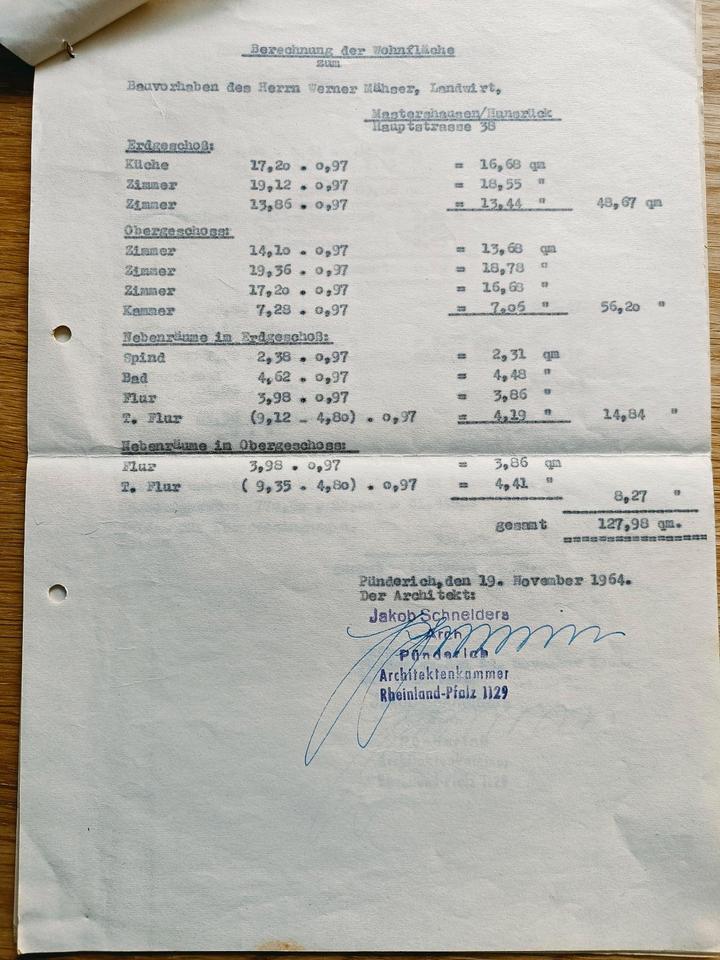 Berechnung der Wohnfläche
zum
Bauvorhaben des Herrn Werner Mähser, Landwirt,
Mastershausen/Hunsrück
Hauptstrasse 38
Erdgeschoß:
Küche 17,20 . 0,97 = 16,68 qm
Zimmer 19,12 . 0,97 = 18,55 "
Zimmer 13,86 . 0,97 = 13,44 " 48,67 qm
Obergeschoss:
Zimmer 14,10 . 0,97 = 13,68 qm
Zimmer 19,36 . 0,97 = 18,78 "
Zimmer 17,20 . 0,97 = 16,68 "
Kammer 7,28 . 0,97 = 7,06 " 56,20 "
Nebenräume im Erdgeschoß:
Spind 2,38 . 0,97 = 2,31 qm
Bad 4,62 . 0,97 = 4,48 "
Flur 3,98 . 0,97 = 3,86 "
T. Flur (9,12 - 4,80) . 0,97 = 4,19 " 14,84 "
Nebenräume im Obergeschoss:
Flur 3,98 . 0,97 = 3,86 qm
T. Flur ( 9,35 - 4,80) . 0,97 = 4,41 " 8,27 "
gesamt 127,98 qm.
Pünderich,den 19. November 1964.
Der Architekt:
Jakob Schneiders
Arch
Pünderich
Architektenkammer
Rheinland-Pfalz 1129